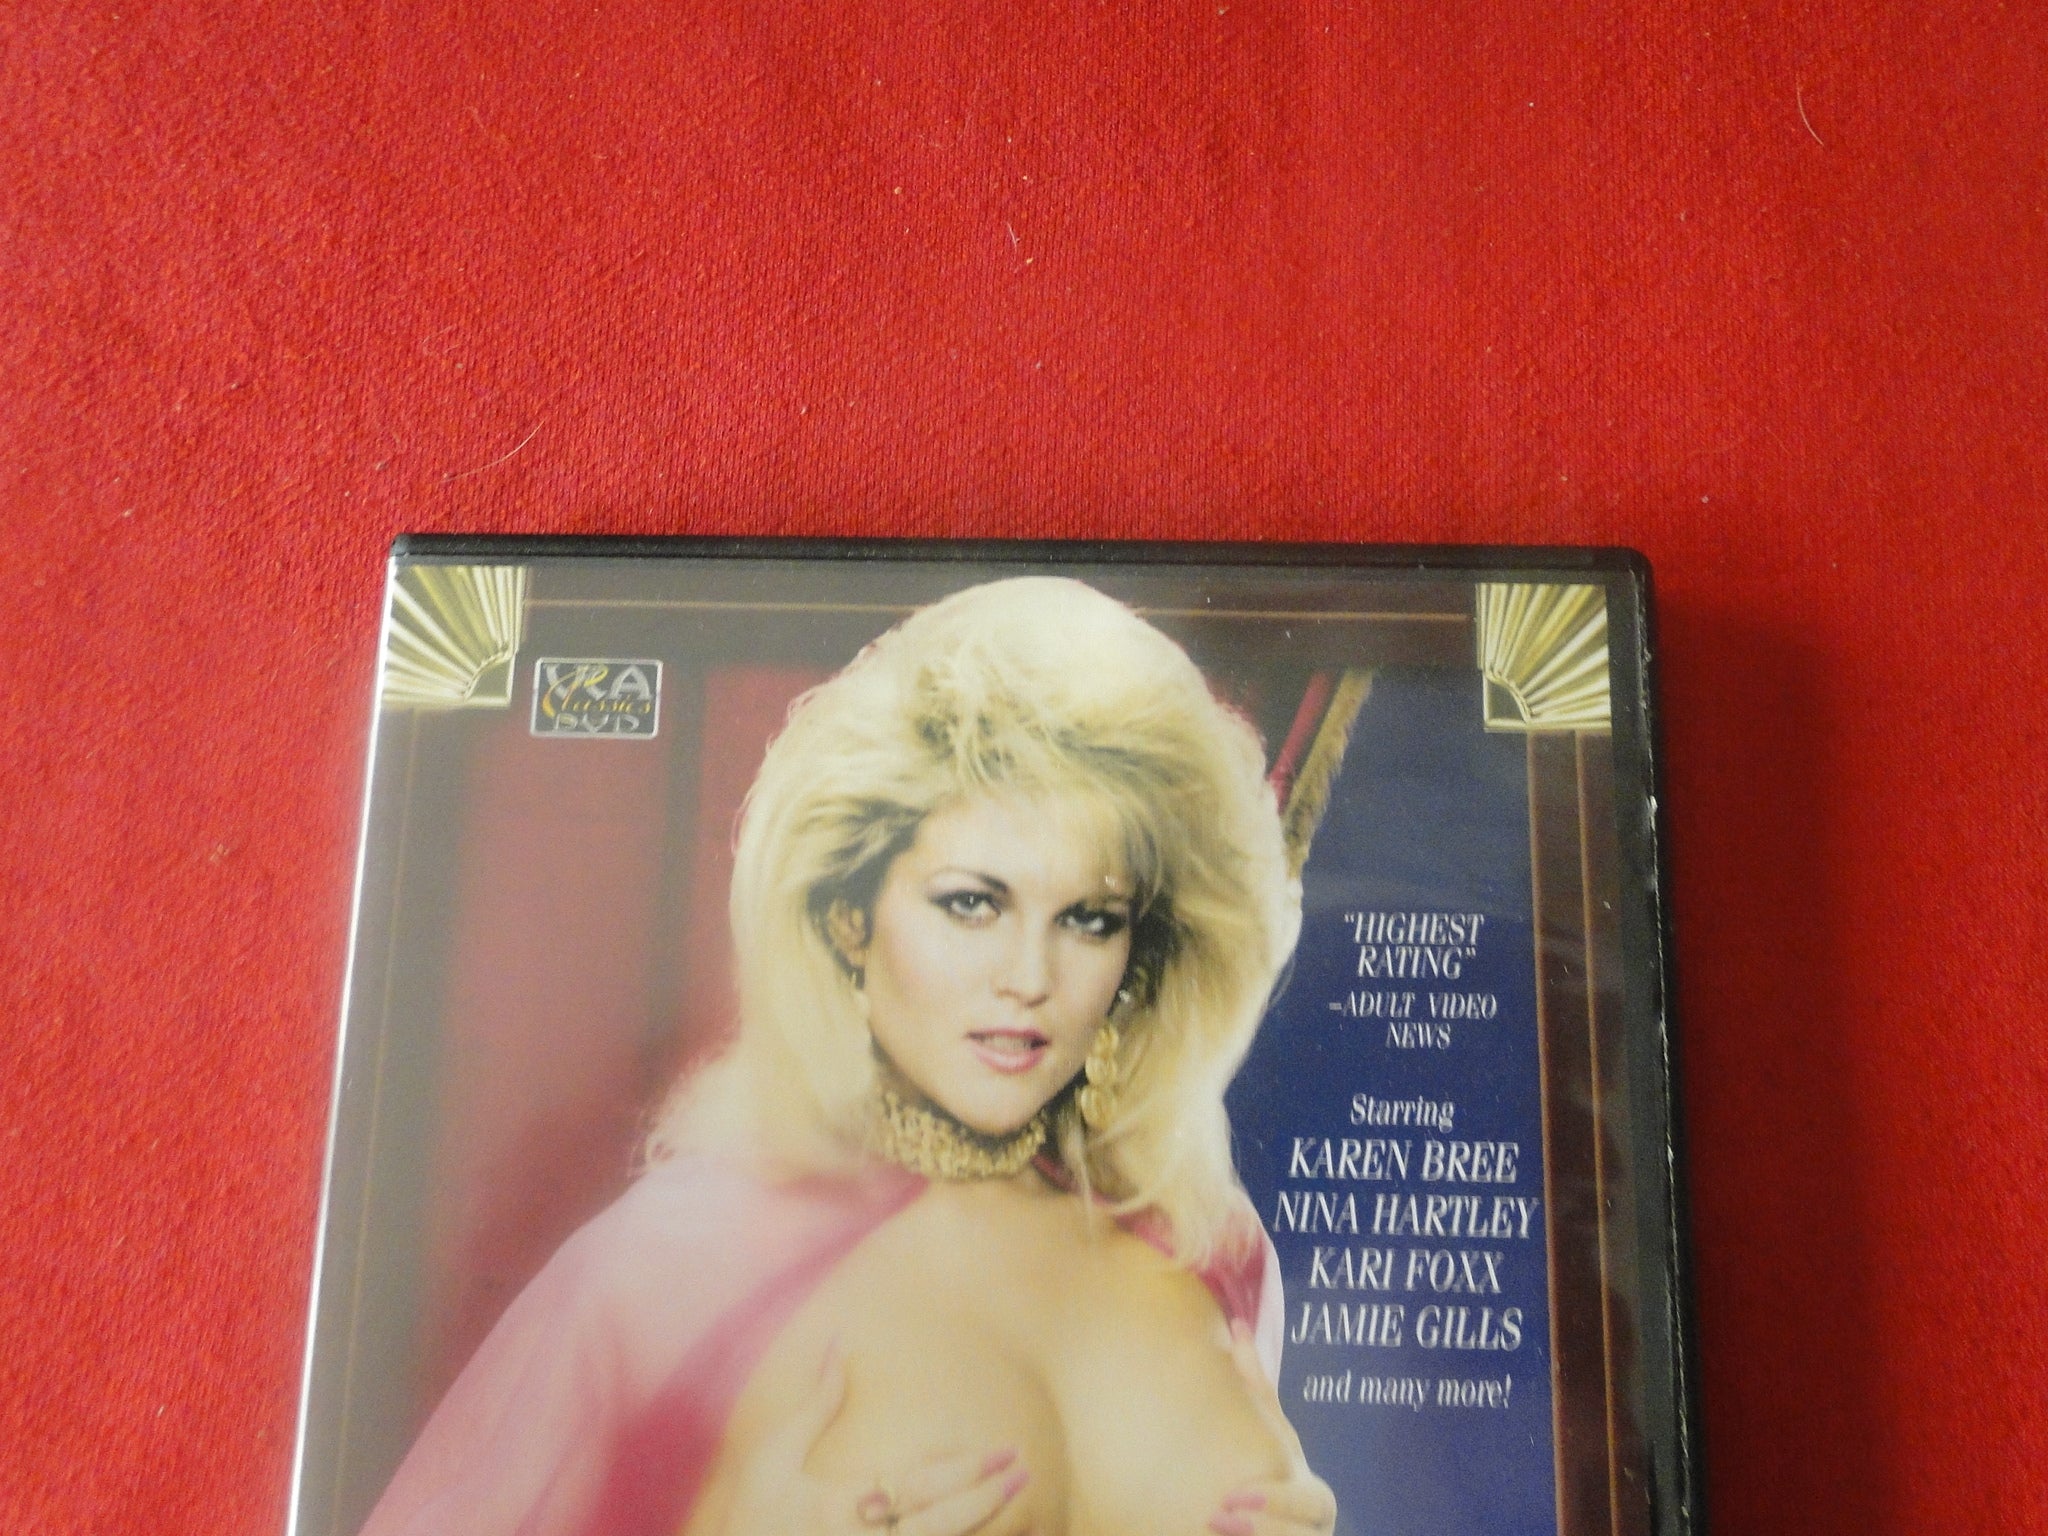 VRA
Classics
DVD
"HIGHEST
RATING"
–ADULT VIDEO
NEWS
Starring
KAREN BREE
NINA HARTLEY
KARI FOXX
JAMIE GILLS
and many more!